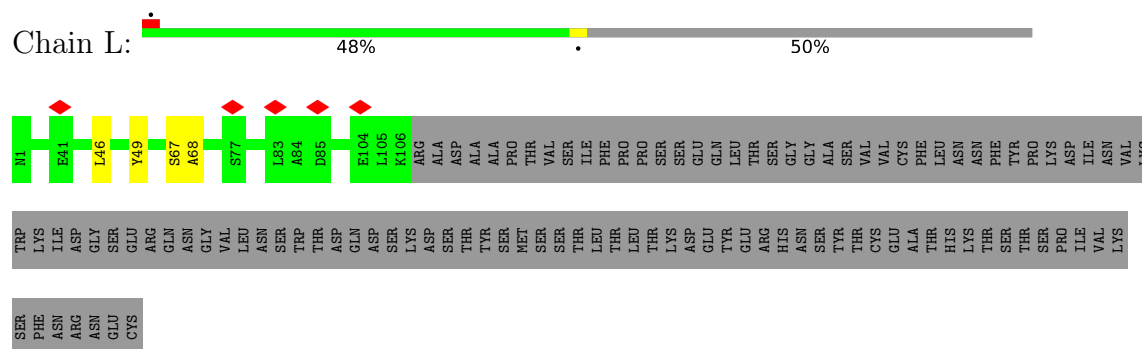 Chain L: 48% 50%
N1 E41 L46 Y49 S67 A68 S77 L83 A84 D85 E104 L105 K106 ARG ALA ASP ALA ALA PRO THR VAL SER ILE PHE PRO PRO SER SER GLU GLN LEU THR SER GLY GLY ALA SER VAL VAL CYS PHE LEU ASN ASN PHE TYR PRO LYS ASP ILE ASN VAL
TRP LYS ILE ASP GLY SER GLU ARG GLN ASN GLY VAL LEU ASN SER TRP THR ASP GLN ASP SER LYS ASP SER THR TYR SER MET SER SER THR LEU THR LEU THR LYS ASP GLU TYR GLU ARG HIS ASN SER TYR THR CYS GLU ALA THR HIS LYS THR SER THR SER PRO ILE VAL LYS
SER PHE ASN ARG ASN GLU CYS